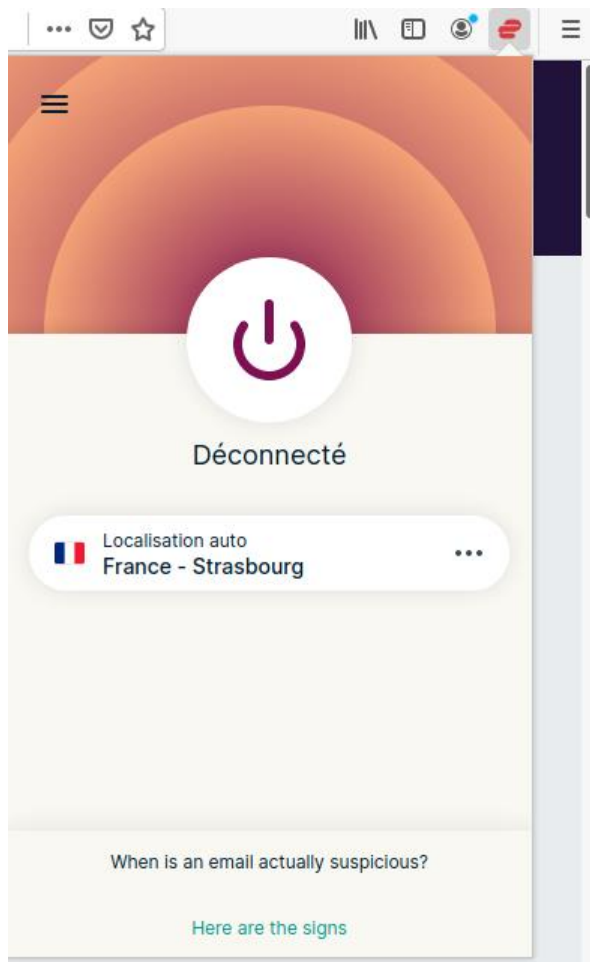 Déconnecté
Localisation auto
France - Strasbourg
When is an email actually suspicious?
Here are the signs